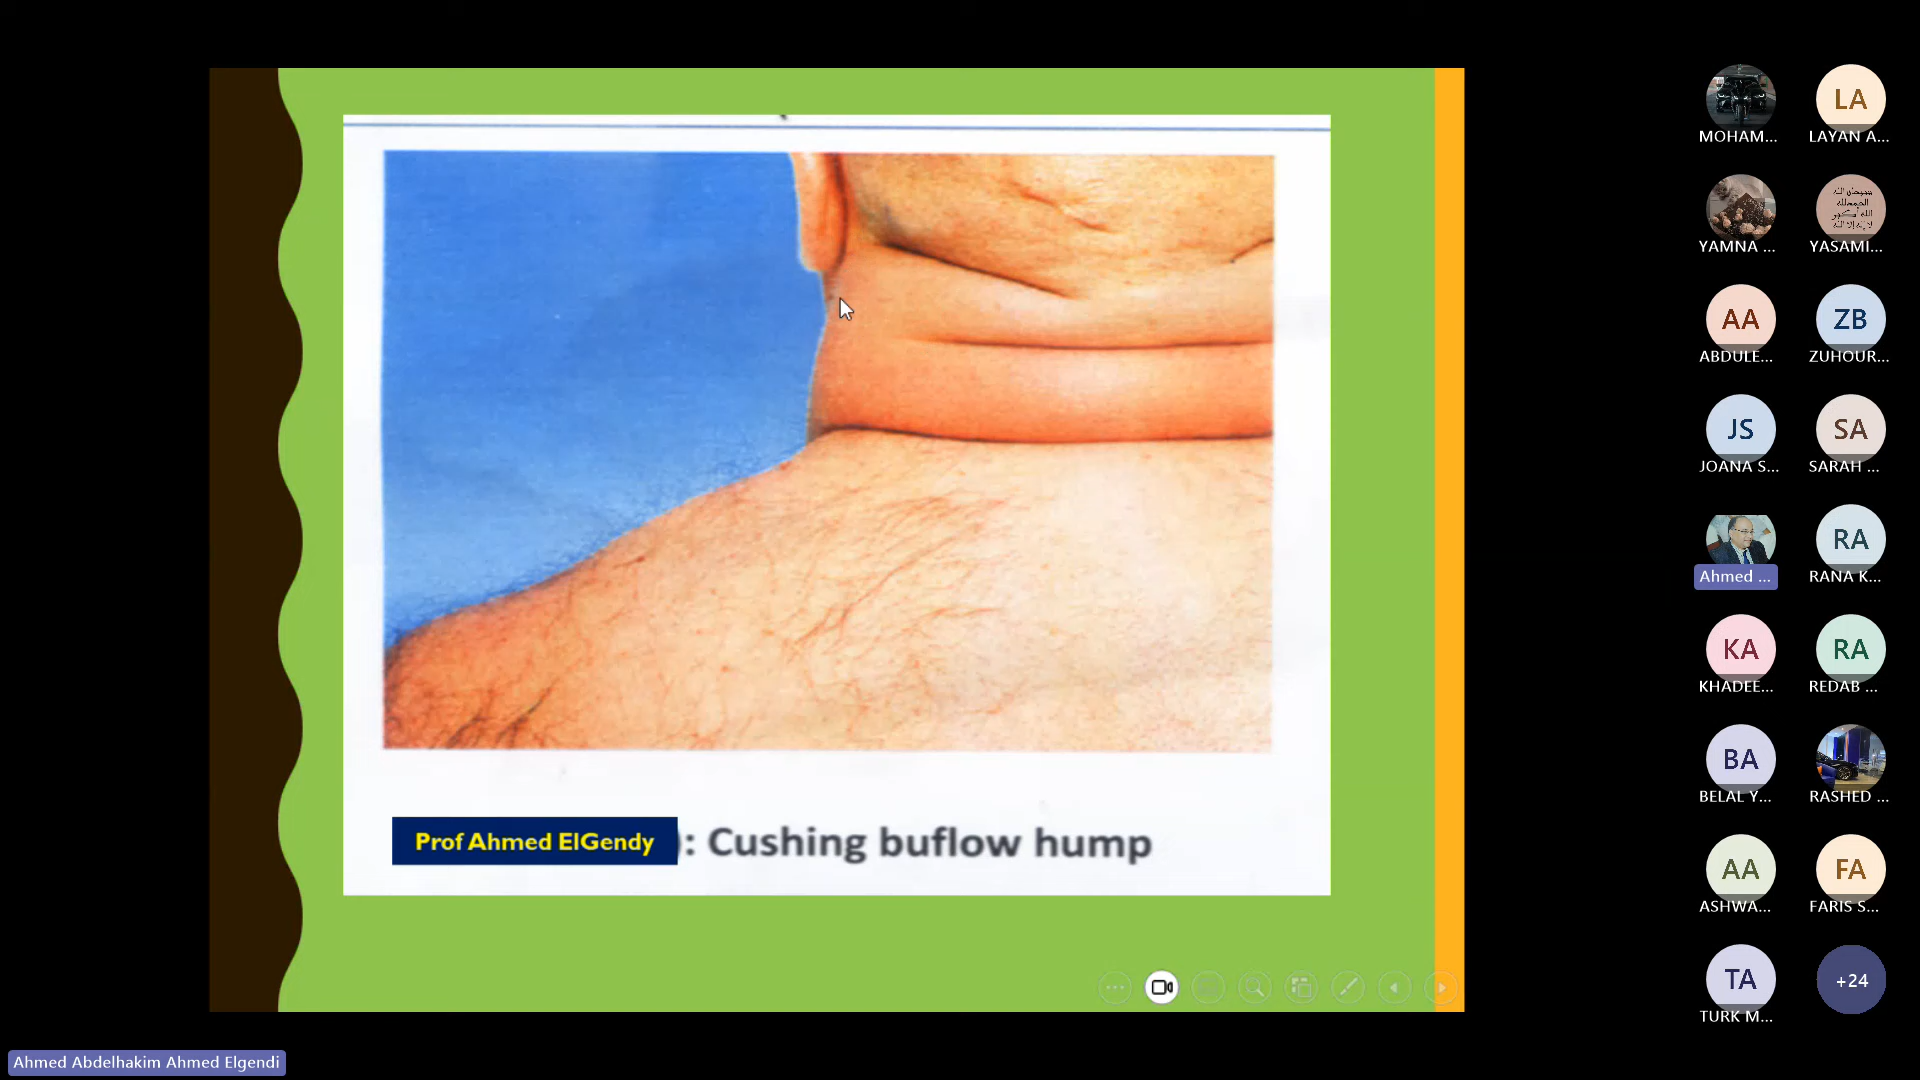 Prof Ahmed ElGendy ): Cushing buflow hump
MOHAM...
LA
LAYAN A...
YAMNA ...
YASAMI...
AA
ABDULE...
ZB
ZUHOUR...
JS
JOANA S...
SA
SARAH ...
Ahmed ...
RA
RANA K...
KA
KHADEE...
RA
REDAB ...
BA
BELAL Y...
RASHED ...
AA
ASHWA...
FA
FARIS S...
TA
TURK M...
+24
Ahmed Abdelhakim Ahmed Elgendi